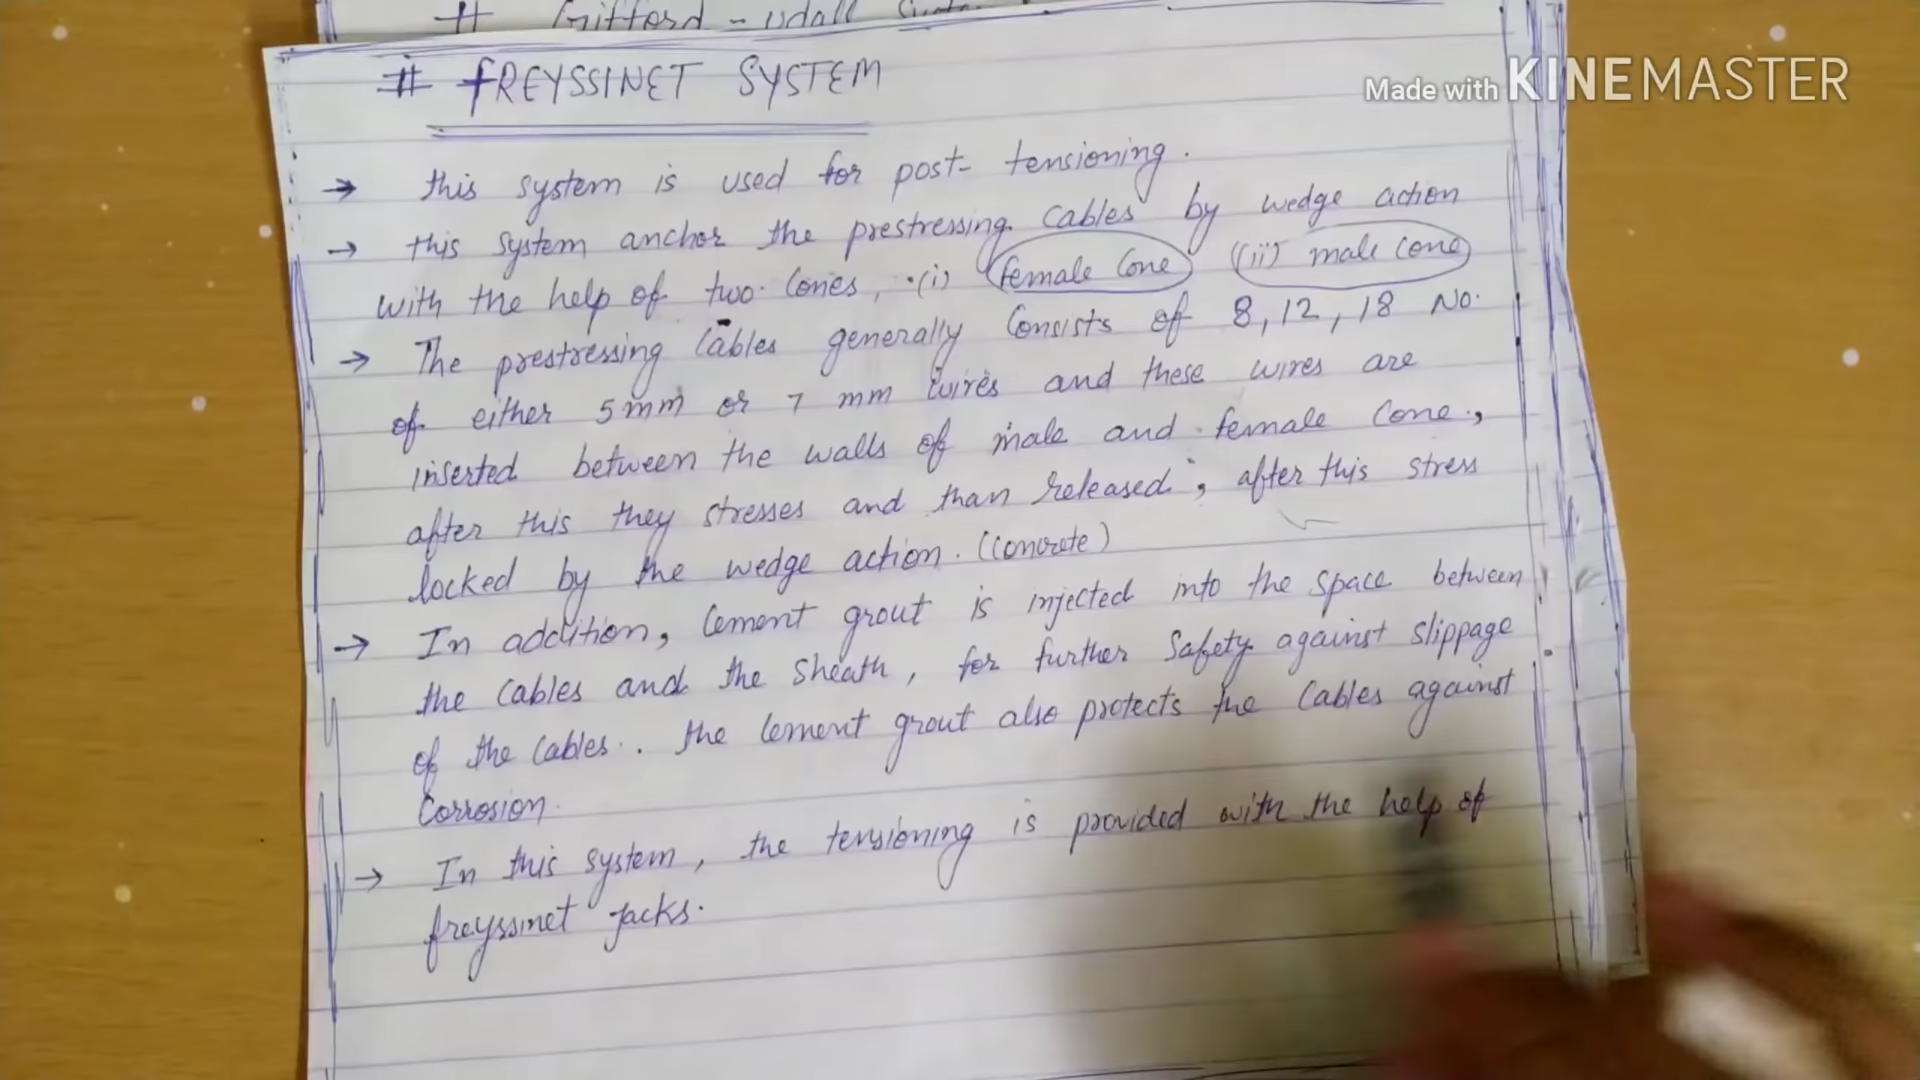 # Gifford - Udall System
# FREYSSINET SYSTEM
Made with KINEMASTER
→ this system is used for post- tensioning.
→ this system anchor the prestressing cables by wedge action
with the help of two cones, (i) female cone (ii) male cone
→ The prestressing cables generally consists of 8, 12, 18 No.
of either 5mm or 7 mm wires and these wires are
inserted between the walls of male and female cone,
after this they stresses and than released; after this stress
locked by the wedge action. (concrete)
→ In addition, cement grout is injected into the space between
the cables and the sheath, for further safety against slippage
of the cables. the cement grout also protects the cables against
corrosion.
→ In this system, the tensioning is provided with the help of
freyssinet jacks.